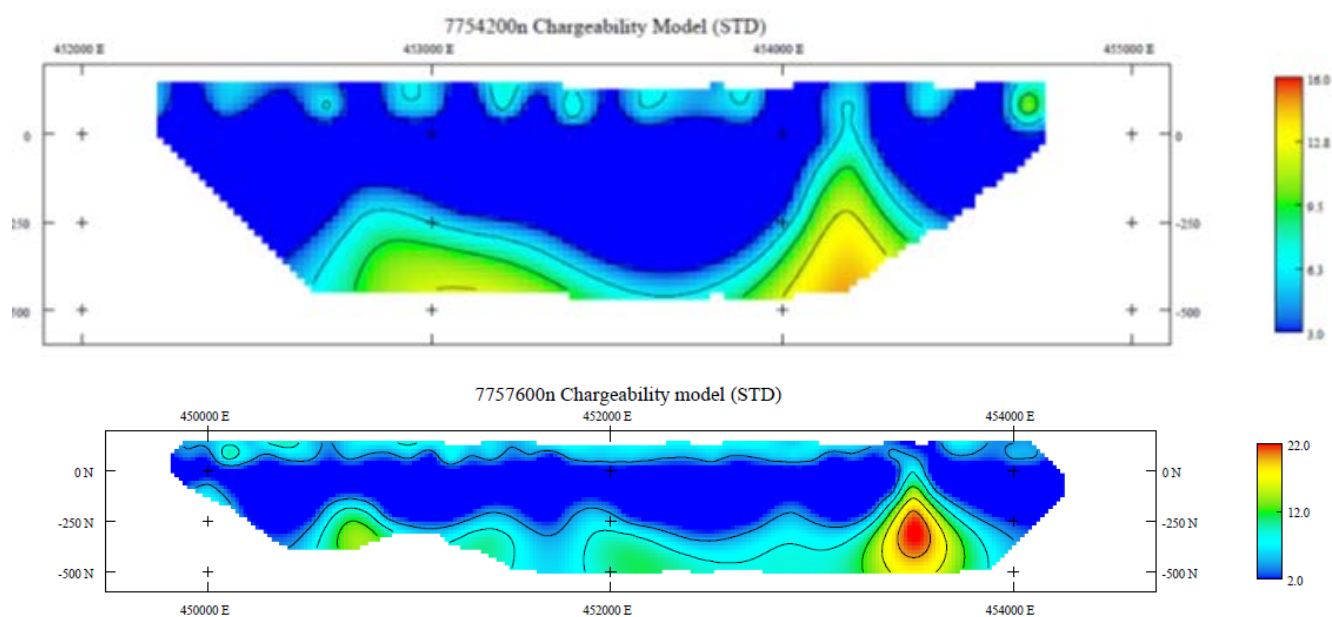 7754200n Chargeability Model (STD)
452000 E 453000 E 454000 E 455000 E
16.0
0 0
12.8
9.5
-250 -250
6.3
-500 -500
3.0
7757600n Chargeability model (STD)
450000 E 452000 E 454000 E
22.0
0 N 0 N
12.0
-250 N -250 N
-500 N -500 N
2.0
450000 E 452000 E 454000 E